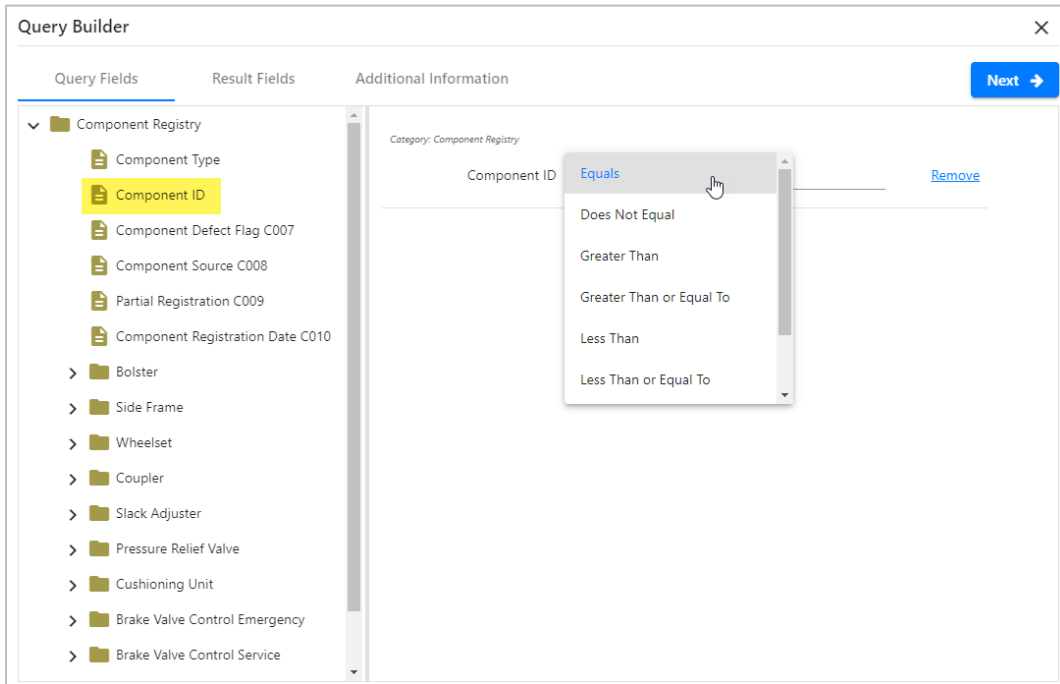 Query Builder
Query Fields Result Fields Additional Information Next
Component Registry
Component Type
Component ID
Component Defect Flag C007
Component Source C008
Partial Registration C009
Component Registration Date C010
Bolster
Side Frame
Wheelset
Coupler
Slack Adjuster
Pressure Relief Valve
Cushioning Unit
Brake Valve Control Emergency
Brake Valve Control Service
Category: Component Registry
Component ID
Equals
Does Not Equal
Greater Than
Greater Than or Equal To
Less Than
Less Than or Equal To
Remove